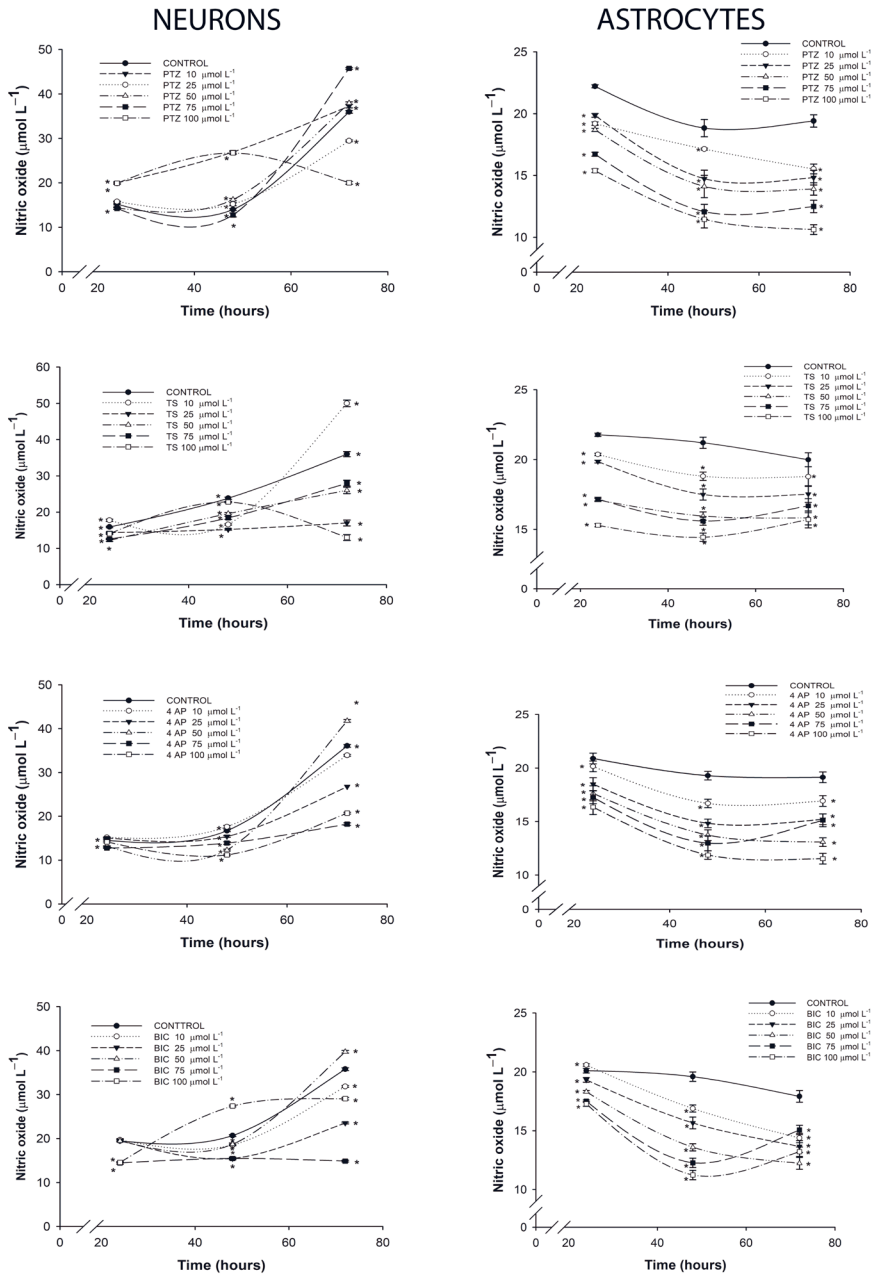 NEURONS
ASTROCYTES
50
40
30
20
10
0
Nitric oxide (μmol L⁻¹)
CONTROL
PTZ 10 μmol L⁻¹
PTZ 25 μmol L⁻¹
PTZ 50 μmol L⁻¹
PTZ 75 μmol L⁻¹
PTZ 100 μmol L⁻¹
0 20 40 60 80
Time (hours)
25
20
15
10
0
Nitric oxide (μmol L⁻¹)
CONTROL
PTZ 10 μmol L⁻¹
PTZ 25 μmol L⁻¹
PTZ 50 μmol L⁻¹
PTZ 75 μmol L⁻¹
PTZ 100 μmol L⁻¹
0 20 40 60 80
Time (hours)
60
50
40
30
20
10
0
Nitric oxide (μmol L⁻¹)
CONTROL
TS 10 μmol L⁻¹
TS 25 μmol L⁻¹
TS 50 μmol L⁻¹
TS 75 μmol L⁻¹
TS 100 μmol L⁻¹
0 20 40 60 80
Time (hours)
25
20
15
0
Nitric oxide (μmol L⁻¹)
CONTROL
TS 10 μmol L⁻¹
TS 25 μmol L⁻¹
TS 50 μmol L⁻¹
TS 75 μmol L⁻¹
TS 100 μmol L⁻¹
0 20 40 60 80
Time (hours)
50
40
30
20
10
0
Nitric oxide (μmol L⁻¹)
CONTROL
4 AP 10 μmol L⁻¹
4 AP 25 μmol L⁻¹
4 AP 50 μmol L⁻¹
4 AP 75 μmol L⁻¹
4 AP 100 μmol L⁻¹
0 20 40 60 80
Time (hours)
25
20
15
10
0
Nitric oxide (μmol L⁻¹)
CONTROL
4 AP 10 μmol L⁻¹
4 AP 25 μmol L⁻¹
4 AP 50 μmol L⁻¹
4 AP 75 μmol L⁻¹
4 AP 100 μmol L⁻¹
0 20 40 60 80
Time (hours)
50
40
30
20
10
0
Nitric oxide (μmol L⁻¹)
CONTTROL
BIC 10 μmol L⁻¹
BIC 25 μmol L⁻¹
BIC 50 μmol L⁻¹
BIC 75 μmol L⁻¹
BIC 100 μmol L⁻¹
0 20 40 60 80
Time (hours)
25
20
15
10
0
Nitric oxide (μmol L⁻¹)
CONTROL
BIC 10 μmol L⁻¹
BIC 25 μmol L⁻¹
BIC 50 μmol L⁻¹
BIC 75 μmol L⁻¹
BIC 100 μmol L⁻¹
0 20 40 60 80
Time (hours)